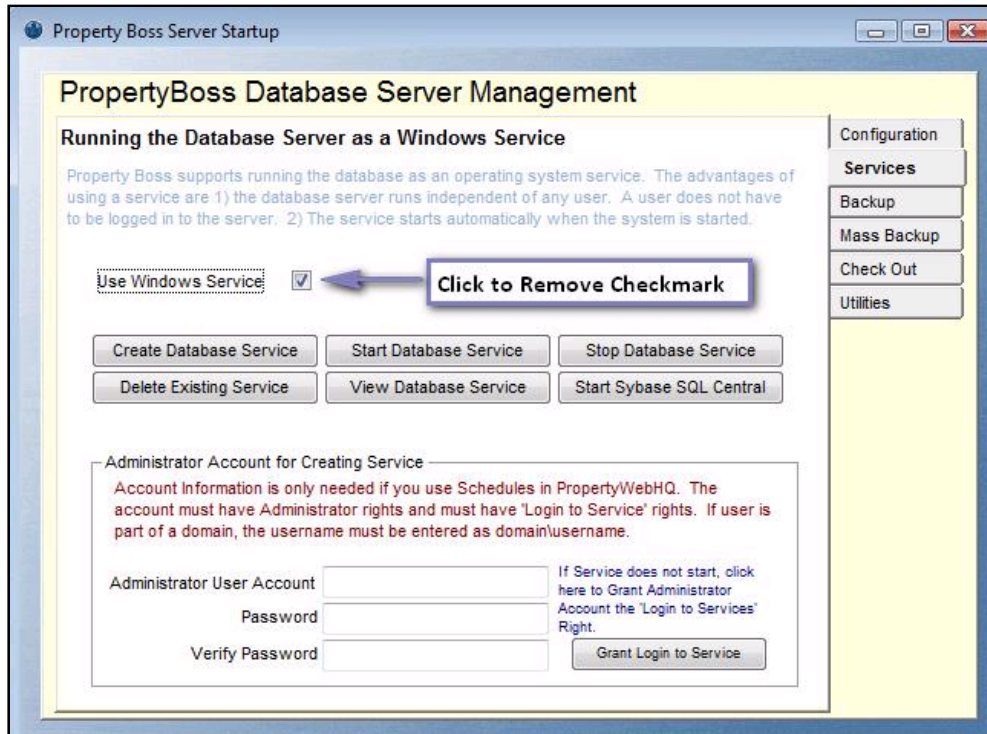 Property Boss Server Startup
PropertyBoss Database Server Management
Running the Database Server as a Windows Service
Property Boss supports running the database as an operating system service. The advantages of
using a service are 1) the database server runs independent of any user. A user does not have
to be logged in to the server. 2) The service starts automatically when the system is started.
Use Windows Service
Click to Remove Checkmark
Create Database Service
Start Database Service
Stop Database Service
Delete Existing Service
View Database Service
Start Sybase SQL Central
Administrator Account for Creating Service
Account Information is only needed if you use Schedules in PropertyWebHQ. The
account must have Administrator rights and must have 'Login to Service' rights. If user is
part of a domain, the username must be entered as domain\username.
Administrator User Account
Password
Verify Password
If Service does not start, click
here to Grant Administrator
Account the 'Login to Services'
Right.
Grant Login to Service
Configuration
Services
Backup
Mass Backup
Check Out
Utilities